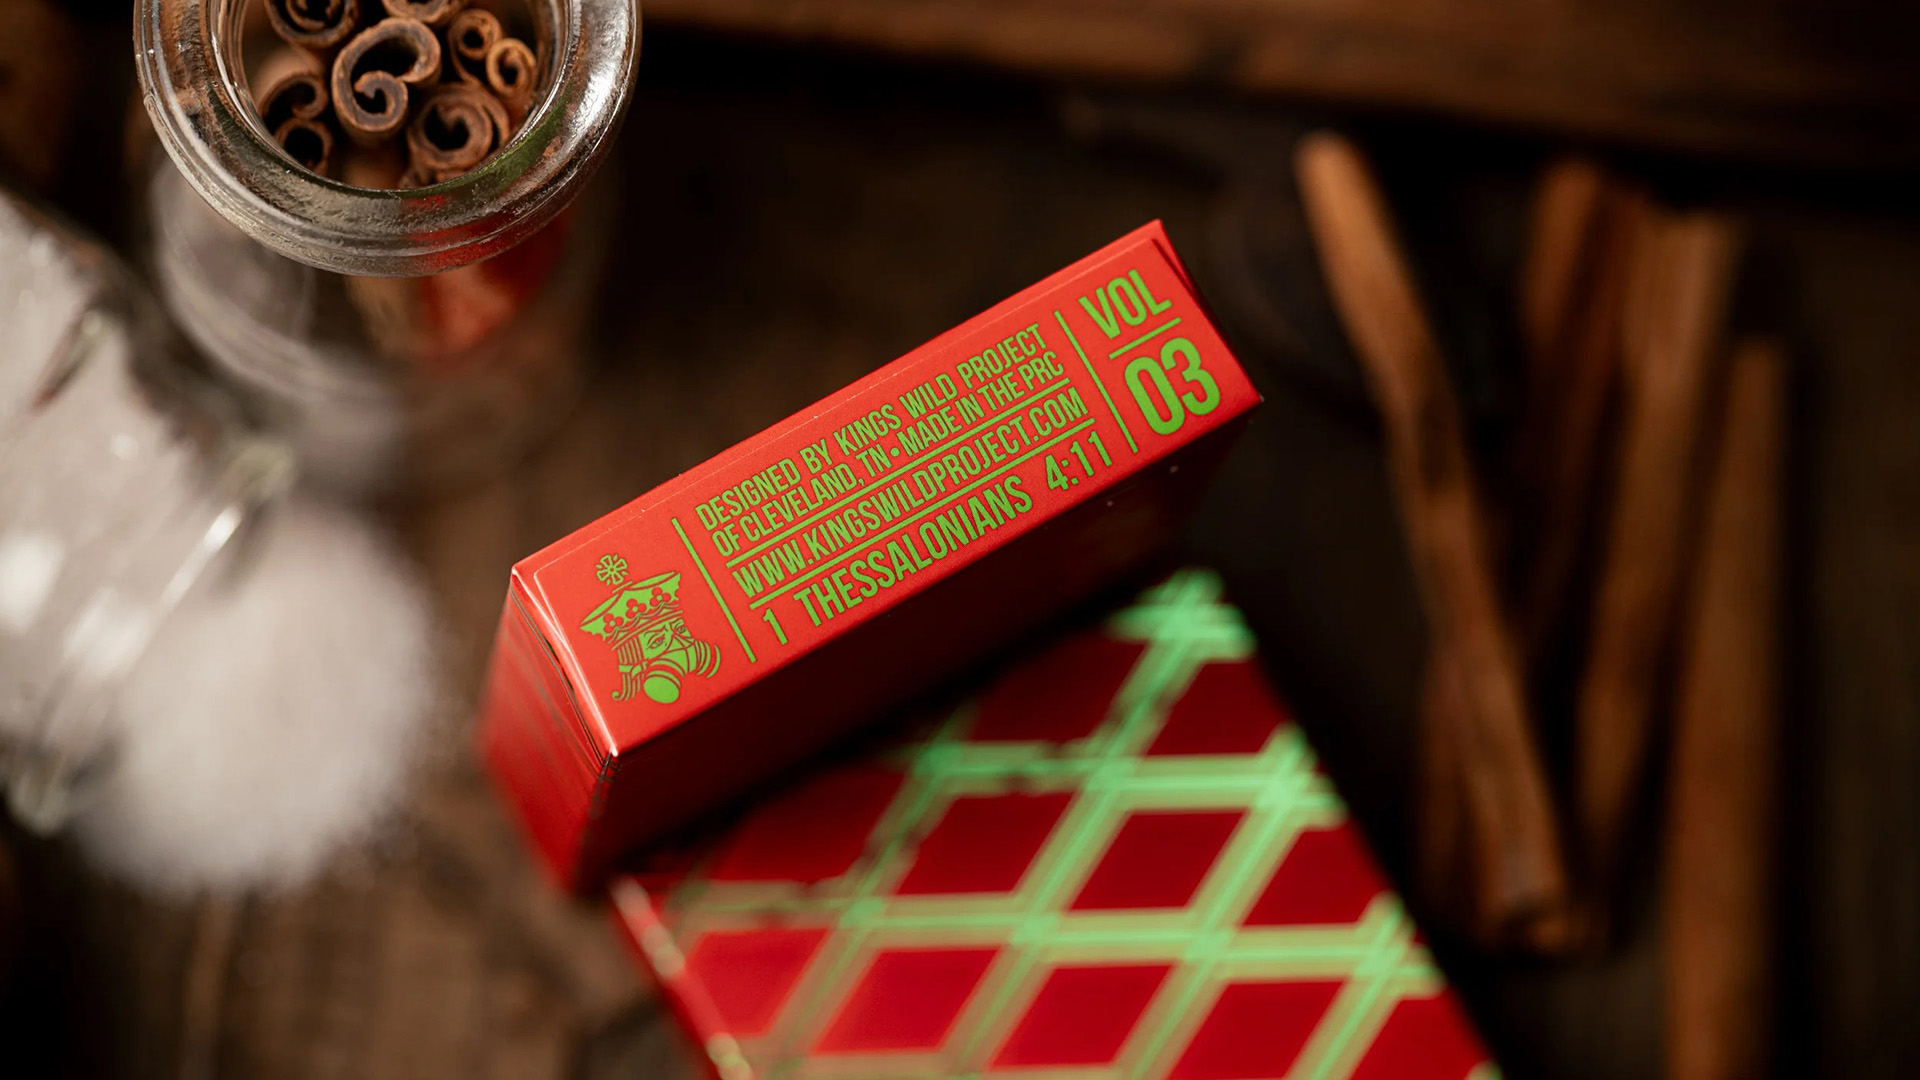 DESIGNED BY KINGS WILD PROJECT
OF CLEVELAND, TN•MADE IN THE PRC
WWW.KINGSWILDPROJECT.COM
1 THESSALONIANS 4:11
VOL
03